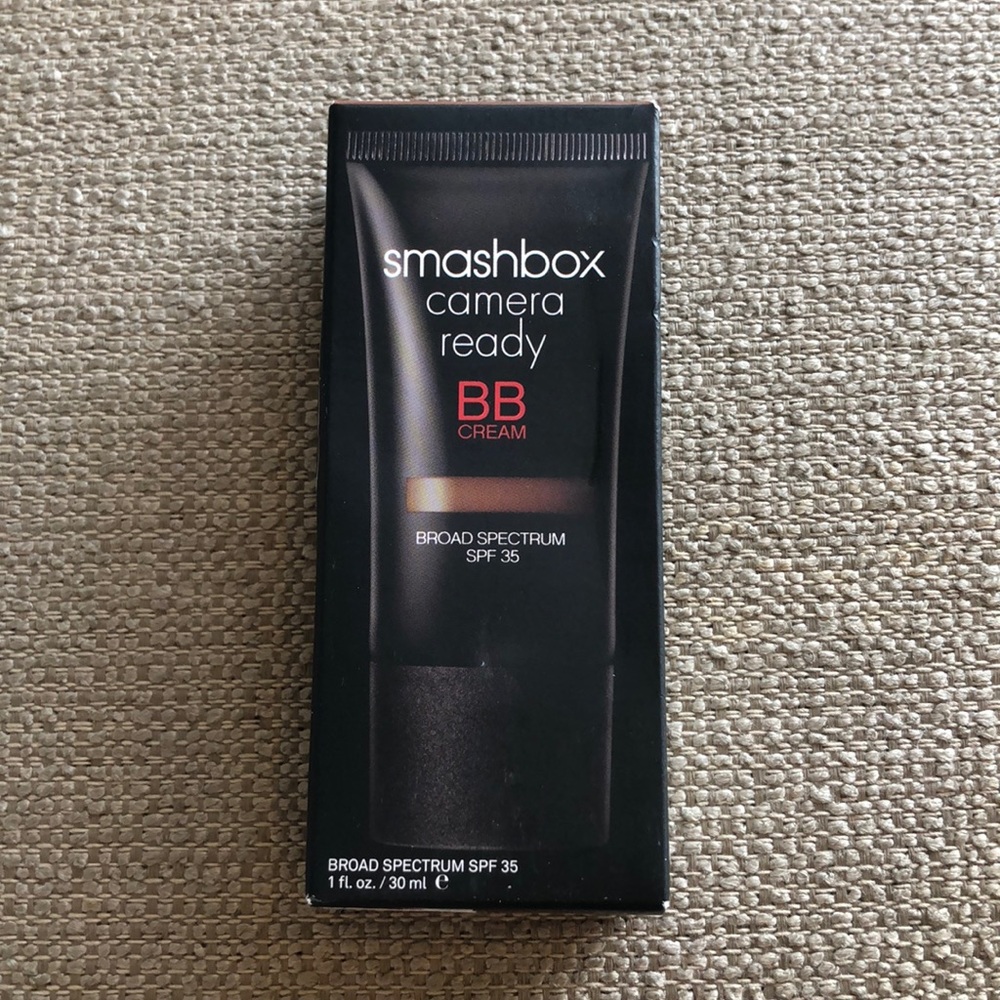 smashbox
camera
ready
BB
CREAM
BROAD SPECTRUM
SPF 35
BROAD SPECTRUM SPF 35
1 fl. oz. / 30 ml ℮